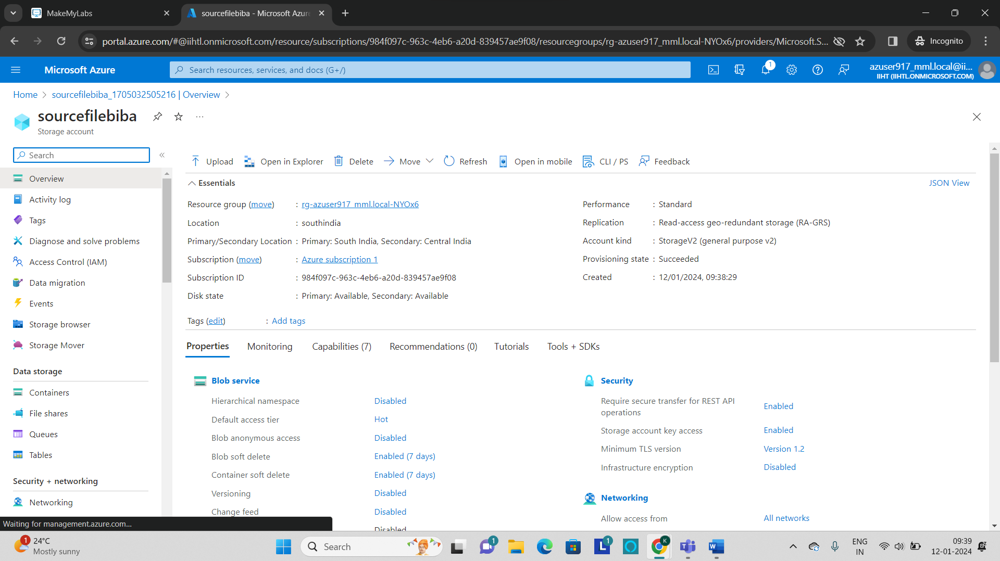 MakeMyLabs
sourcefilebiba - Microsoft Azure
portal.azure.com/#@iihtl.onmicrosoft.com/resource/subscriptions/984f097c-963c-4eb6-a20d-839457ae9f08/resourcegroups/rg-azuser917_mml.local-NYOx6/providers/Microsoft.S...
Incognito
Microsoft Azure
Search resources, services, and docs (G+/)
1
azuser917_mml.local@ii...
IIHT (IIHTL.ONMICROSOFT.COM)
Home > sourcefilebiba_1705032505216 | Overview >
sourcefilebiba
...
Storage account
Search
«
Overview
Activity log
Tags
Diagnose and solve problems
Access Control (IAM)
Data migration
Events
Storage browser
Storage Mover
Data storage
Containers
File shares
Queues
Tables
Security + networking
Networking
Upload
Open in Explorer
Delete
Move
Refresh
Open in mobile
CLI / PS
Feedback
Essentials
JSON View
Resource group (move) : rg-azuser917_mml.local-NYOx6
Location : southindia
Primary/Secondary Location : Primary: South India, Secondary: Central India
Subscription (move) : Azure subscription 1
Subscription ID : 984f097c-963c-4eb6-a20d-839457ae9f08
Disk state : Primary: Available, Secondary: Available
Performance : Standard
Replication : Read-access geo-redundant storage (RA-GRS)
Account kind : StorageV2 (general purpose v2)
Provisioning state : Succeeded
Created : 12/01/2024, 09:38:29
Tags (edit) : Add tags
Properties
Monitoring
Capabilities (7)
Recommendations (0)
Tutorials
Tools + SDKs
Blob service
Hierarchical namespace Disabled
Default access tier Hot
Blob anonymous access Disabled
Blob soft delete Enabled (7 days)
Container soft delete Enabled (7 days)
Versioning Disabled
Change feed Disabled
Disabled
Security
Require secure transfer for REST API
operations Enabled
Storage account key access Enabled
Minimum TLS version Version 1.2
Infrastructure encryption Disabled
Networking
Allow access from All networks
Waiting for management.azure.com...
1
24°C
Mostly sunny
Search
1
L
1
K
T
W
ENG
IN
09:39
12-01-2024